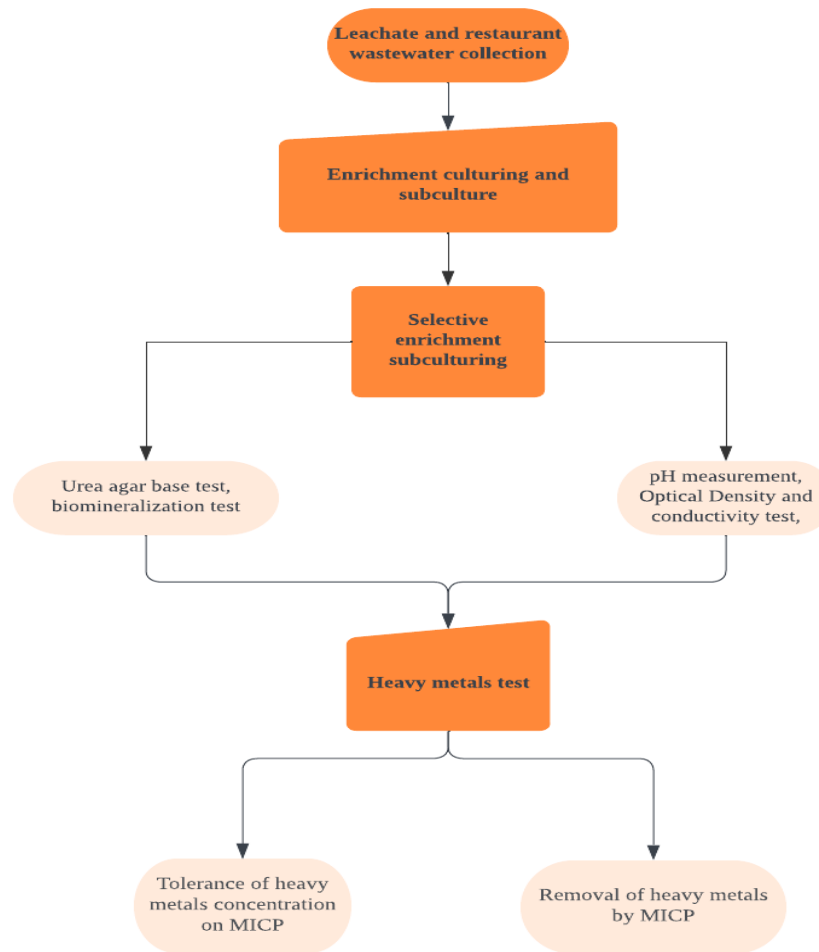 Leachate and restaurant
wastewater collection
Enrichment culturing and
subculture
Selective
enrichment
subculturing
Urea agar base test,
biomineralization test
pH measurement,
Optical Density and
conductivity test,
Heavy metals test
Tolerance of heavy
metals concentration
on MICP
Removal of heavy metals
by MICP